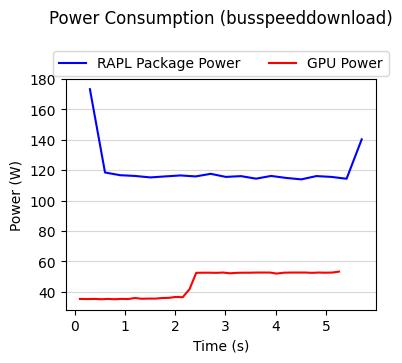 Power Consumption (busspeeddownload)
RAPL Package Power GPU Power
180
160
140
120
100
80
60
40
Power (W)
0 1 2 3 4 5
Time (s)